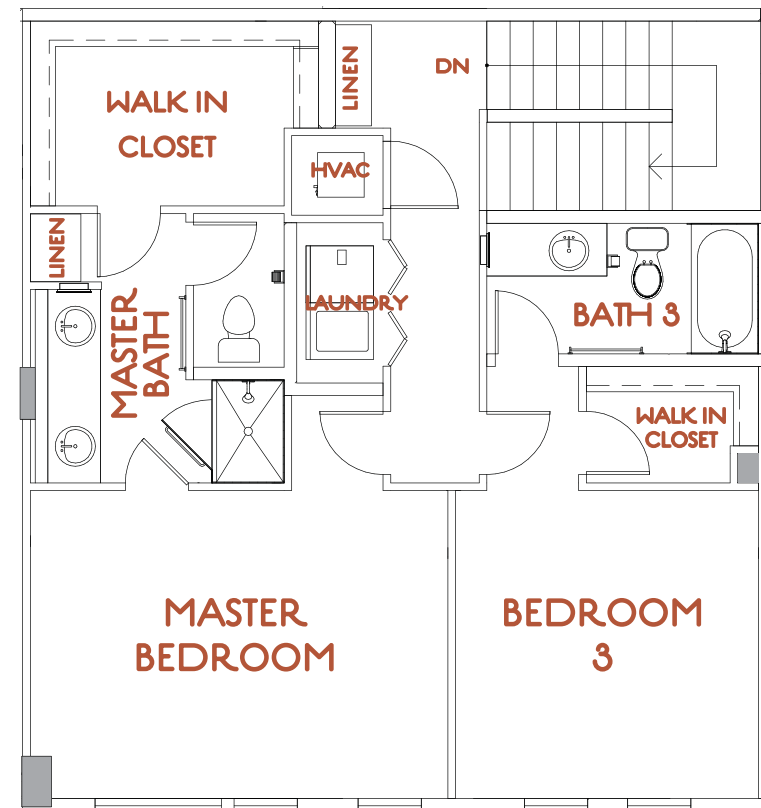 WALK IN
CLOSET
LINEN
DN
HVAC
LINEN
LAUNDRY
MASTER
BATH
BATH 3
WALK IN
CLOSET
MASTER
BEDROOM
BEDROOM
3